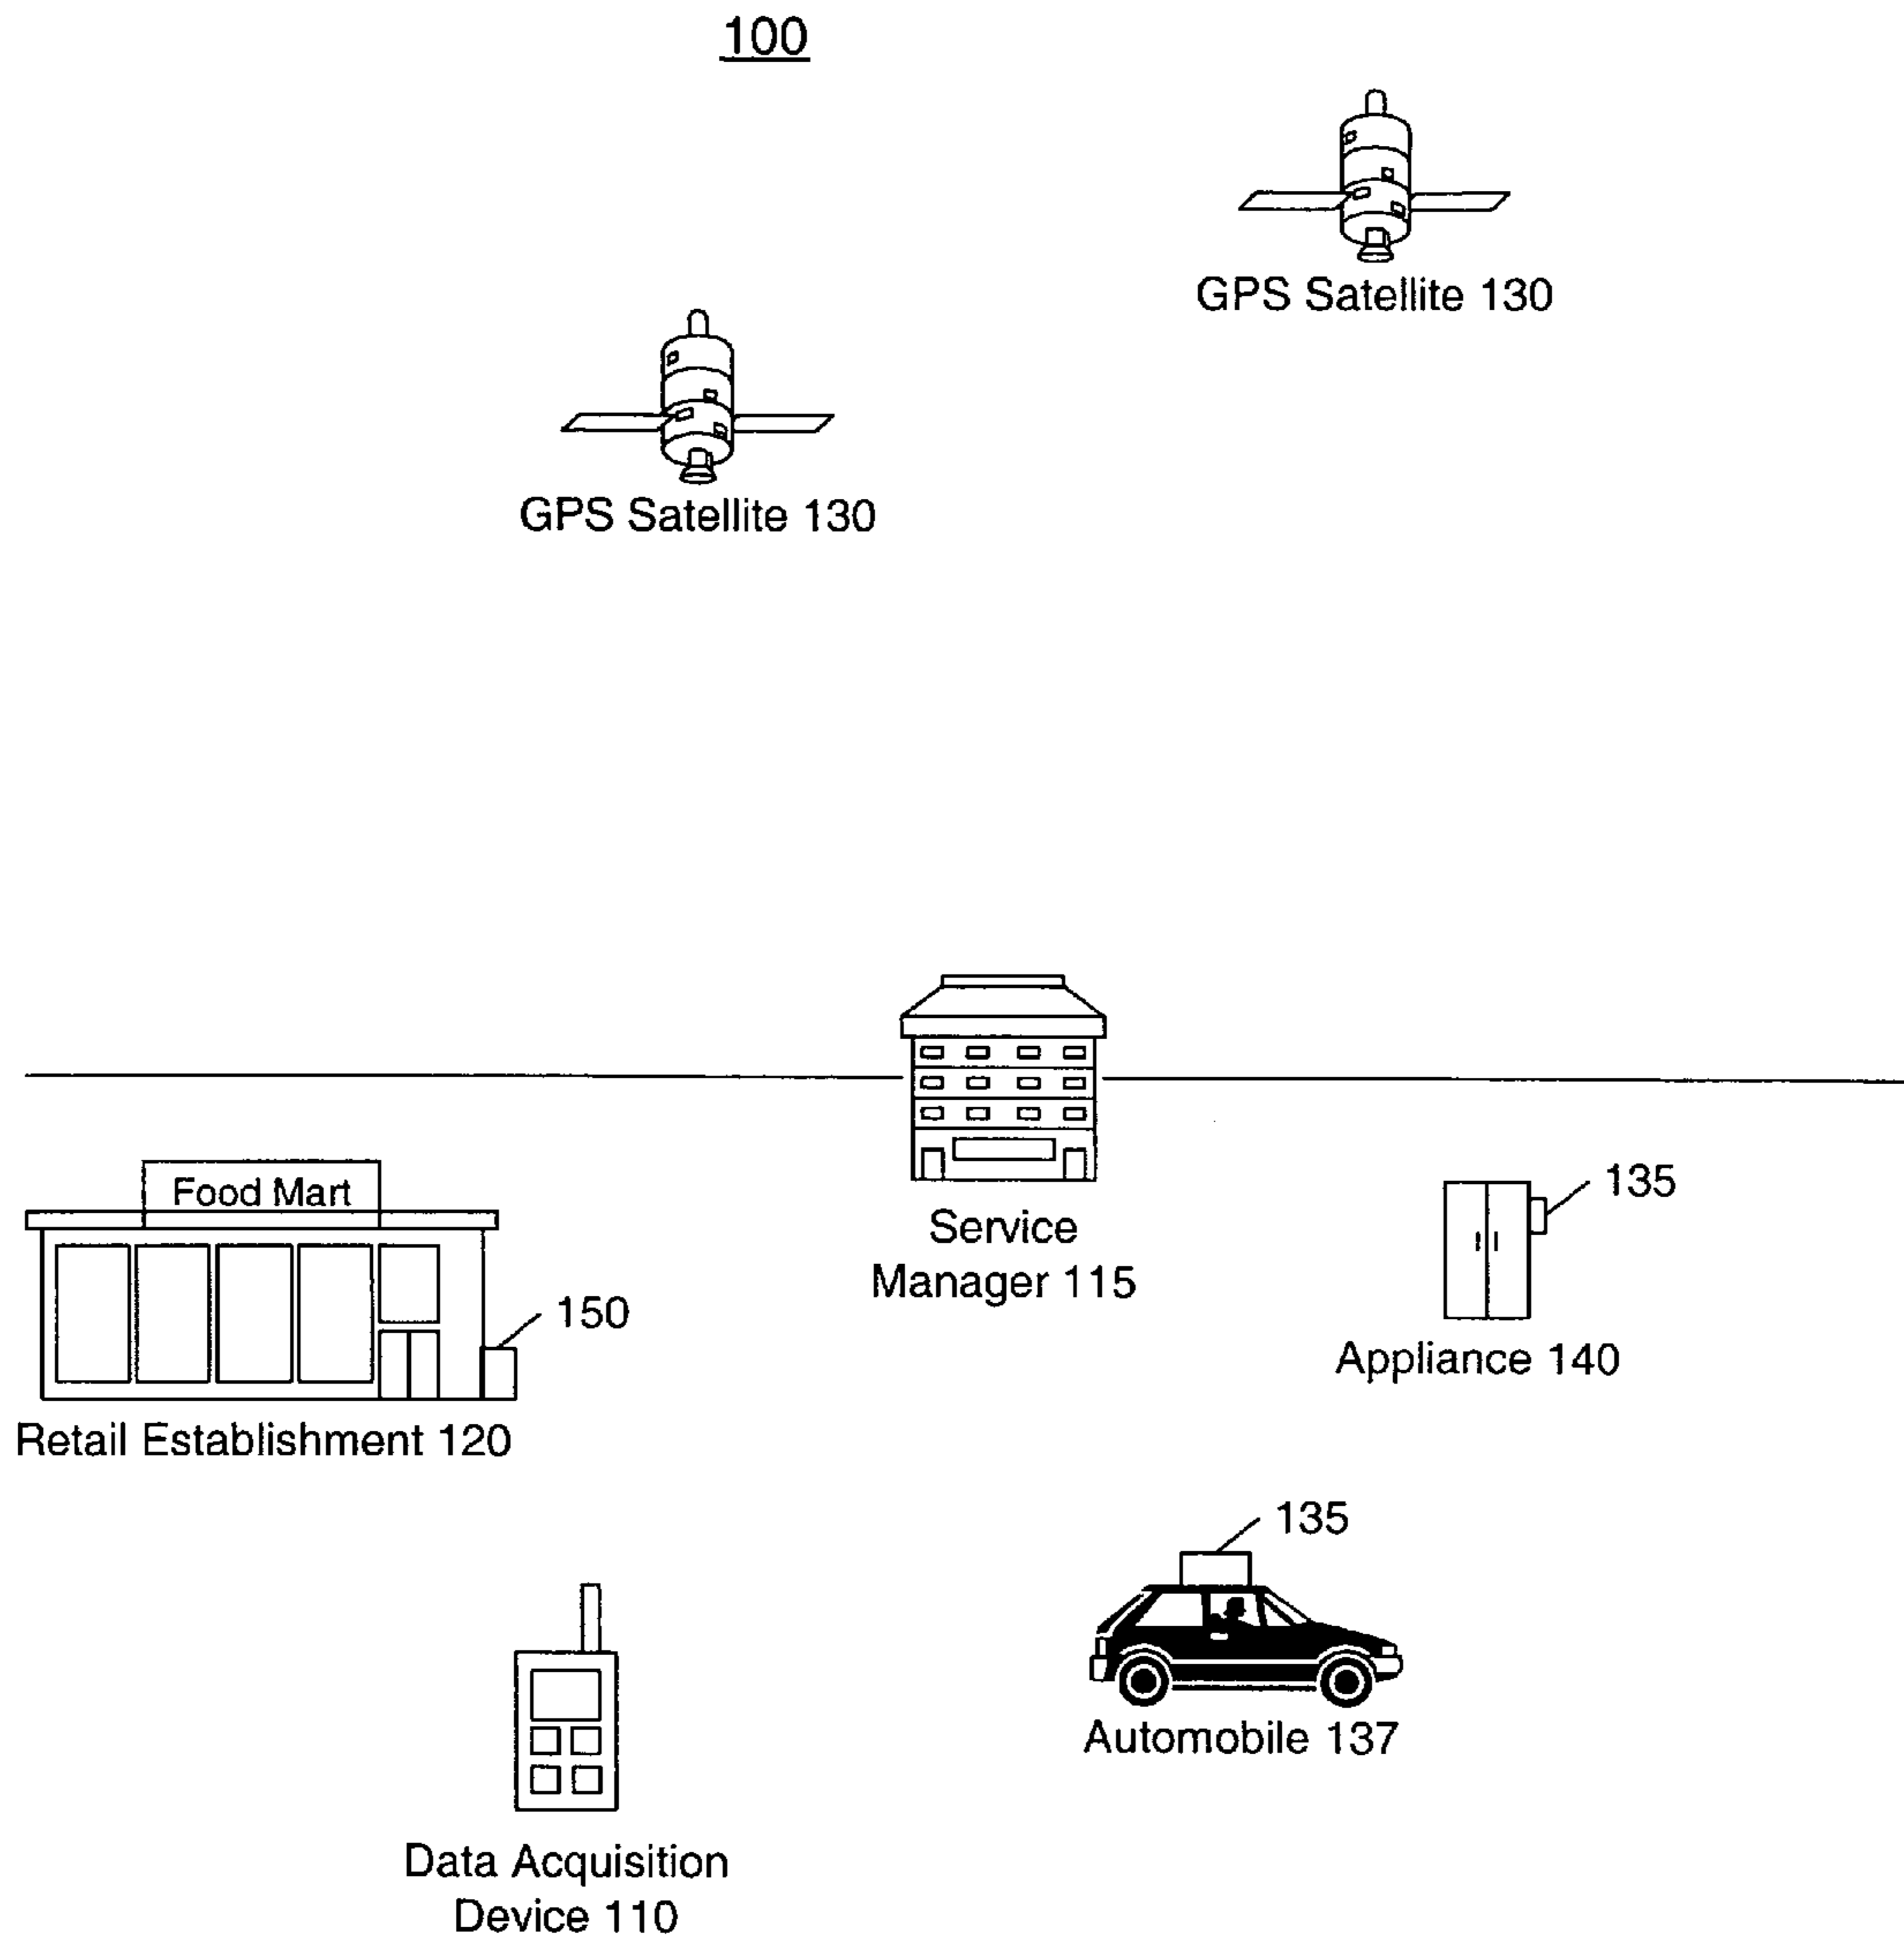 100
GPS Satellite 130
GPS Satellite 130
Food Mart
150
Retail Establishment 120
Service
Manager 115
135
Appliance 140
135
Automobile 137
Data Acquisition
Device 110